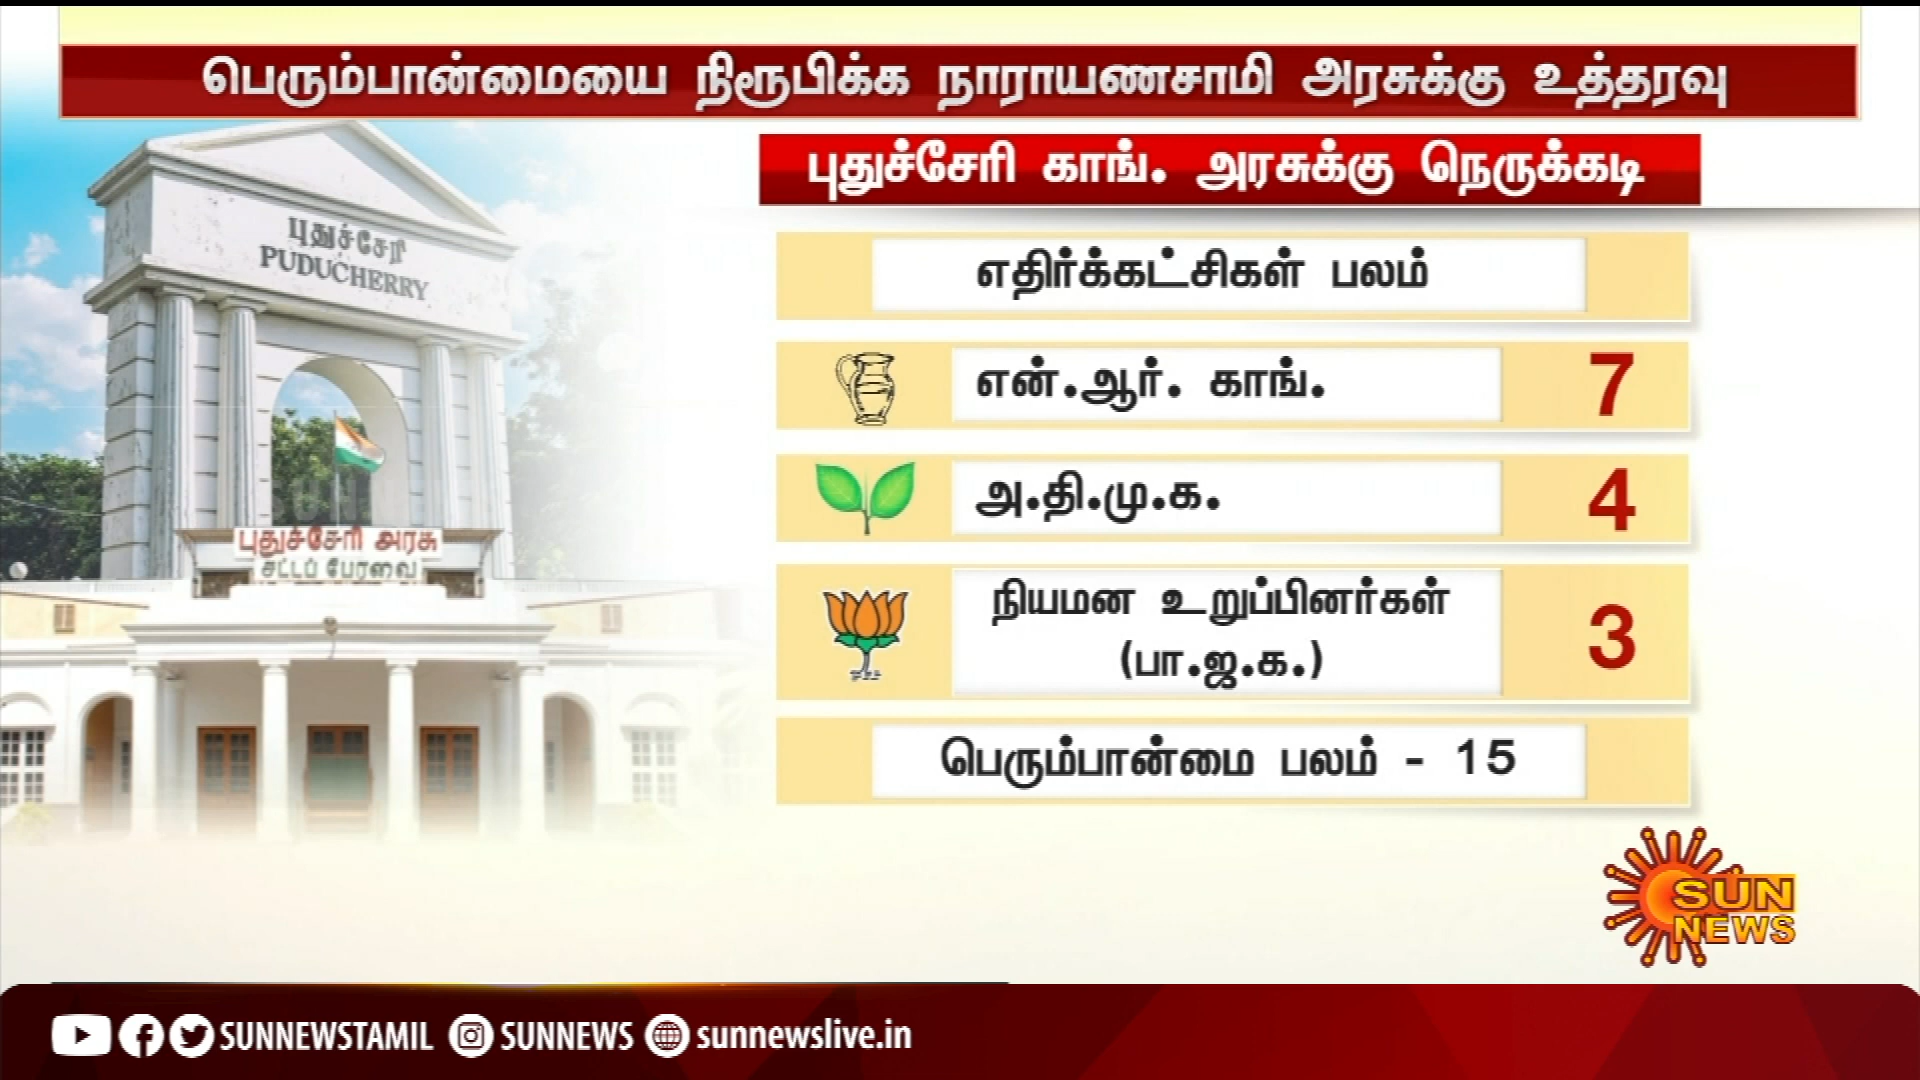 பெரும்பான்மையை நிரூபிக்க நாராயணசாமி அரசுக்கு உத்தரவு
புதுச்சேரி காங். அரசுக்கு நெருக்கடி
புதுச்சேரி
PUDUCHERRY
புதுச்சேரி அரசு
சட்டப் பேரவை
எதிர்க்கட்சிகள் பலம்
என்.ஆர். காங். 7
அ.தி.மு.க. 4
நியமன உறுப்பினர்கள்
(பா.ஜ.க.) 3
பெரும்பான்மை பலம் - 15
SUN
NEWS
SUNNEWSTAMIL SUNNEWS sunnewslive.in